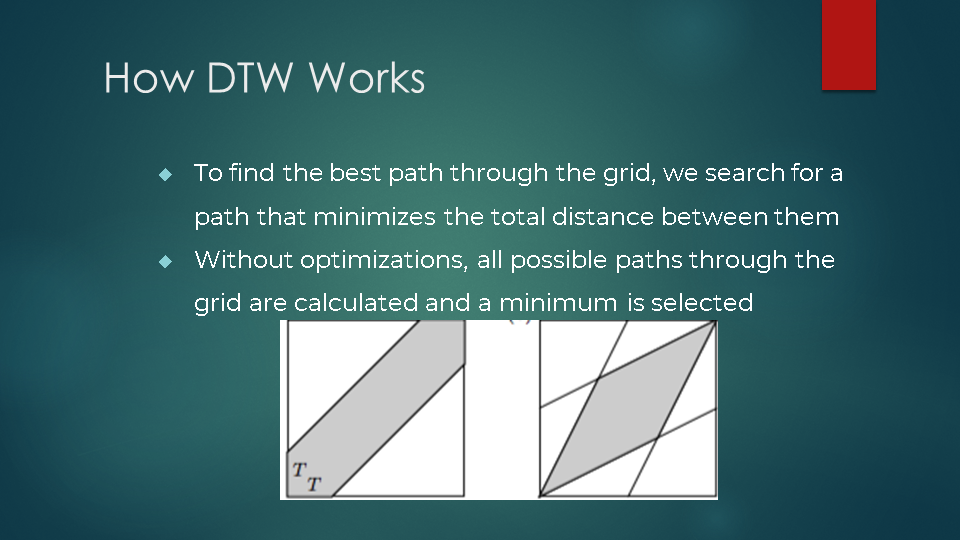 How DTW Works
To find the best path through the grid, we search for a
path that minimizes the total distance between them
Without optimizations, all possible paths through the
grid are calculated and a minimum is selected
T
T